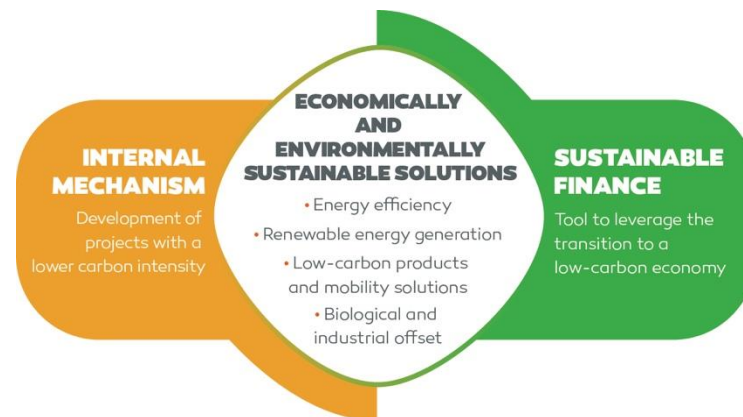 INTERNAL
MECHANISM
Development of
projects with a
lower carbon intensity
ECONOMICALLY
AND
ENVIRONMENTALLY
SUSTAINABLE SOLUTIONS
• Energy efficiency
• Renewable energy generation
• Low-carbon products
and mobility solutions
• Biological and
industrial offset
SUSTAINABLE
FINANCE
Tool to leverage the
transition to a
low-carbon economy